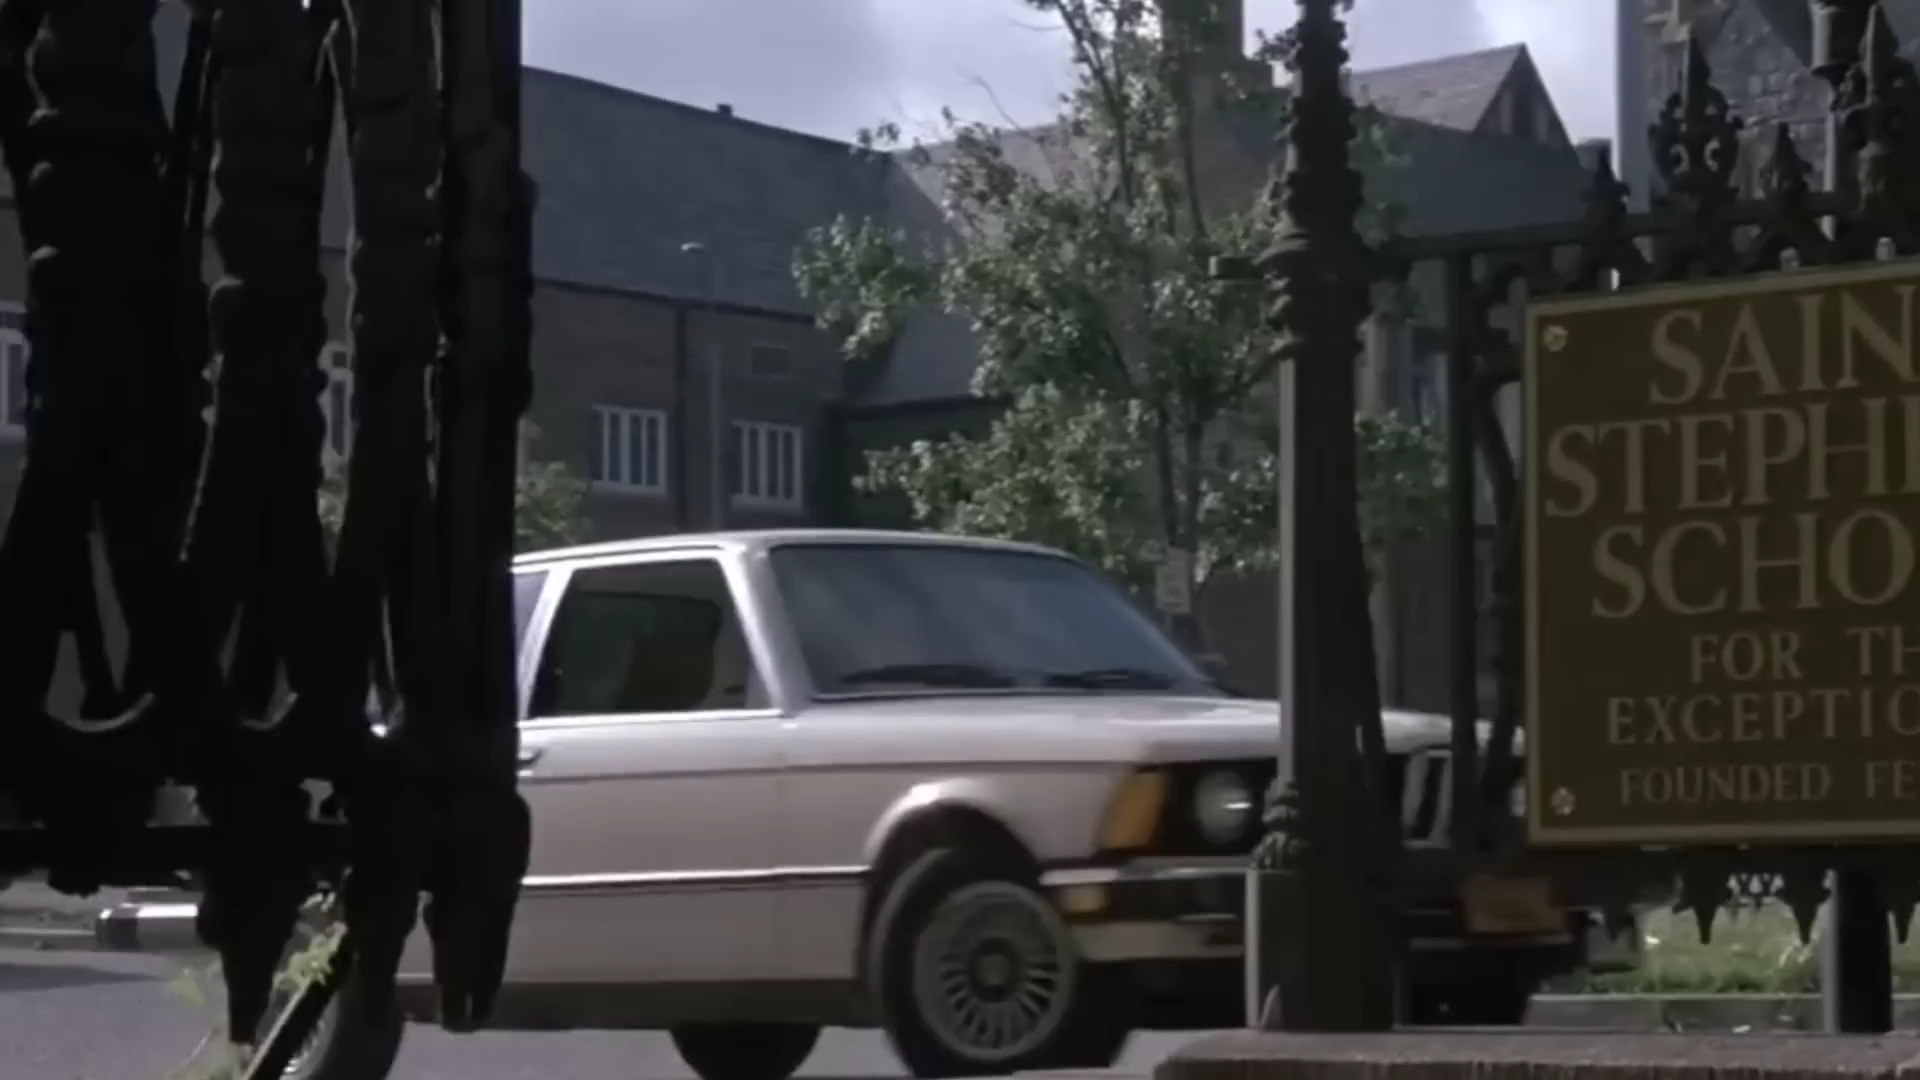 SAIN
STEPH
SCHO
FOR TH
EXCEPTIO
FOUNDED FE